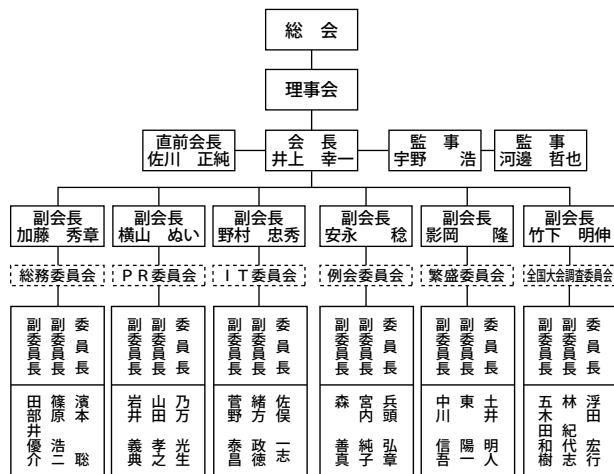 総　会
理事会
直前会長
佐川　正純
会　長
井上　幸一
監　事
宇野　浩
監　事
河邊　哲也
副会長
加藤　秀章
副会長
横山　ぬい
副会長
野村　忠秀
副会長
安永　稔
副会長
影岡　隆
副会長
竹下　明伸
総務委員会
ＰＲ委員会
ＩＴ委員会
例会委員会
繁盛委員会
全国大会調査委員会
委員長
副委員長
副委員長
濱本　聡
篠原　浩二
田部井優介
委員長
副委員長
副委員長
乃万　光生
山田　孝之
岩井　義典
委員長
副委員長
副委員長
佐俣　一志
緒方　政徳
菅野　泰昌
委員長
副委員長
副委員長
兵頭　弘章
宮内　純子
森　善真
委員長
副委員長
副委員長
土井　明人
東　陽一
中川　信吾
委員長
副委員長
副委員長
浮田　宏行
林　紀代志
五木田和樹